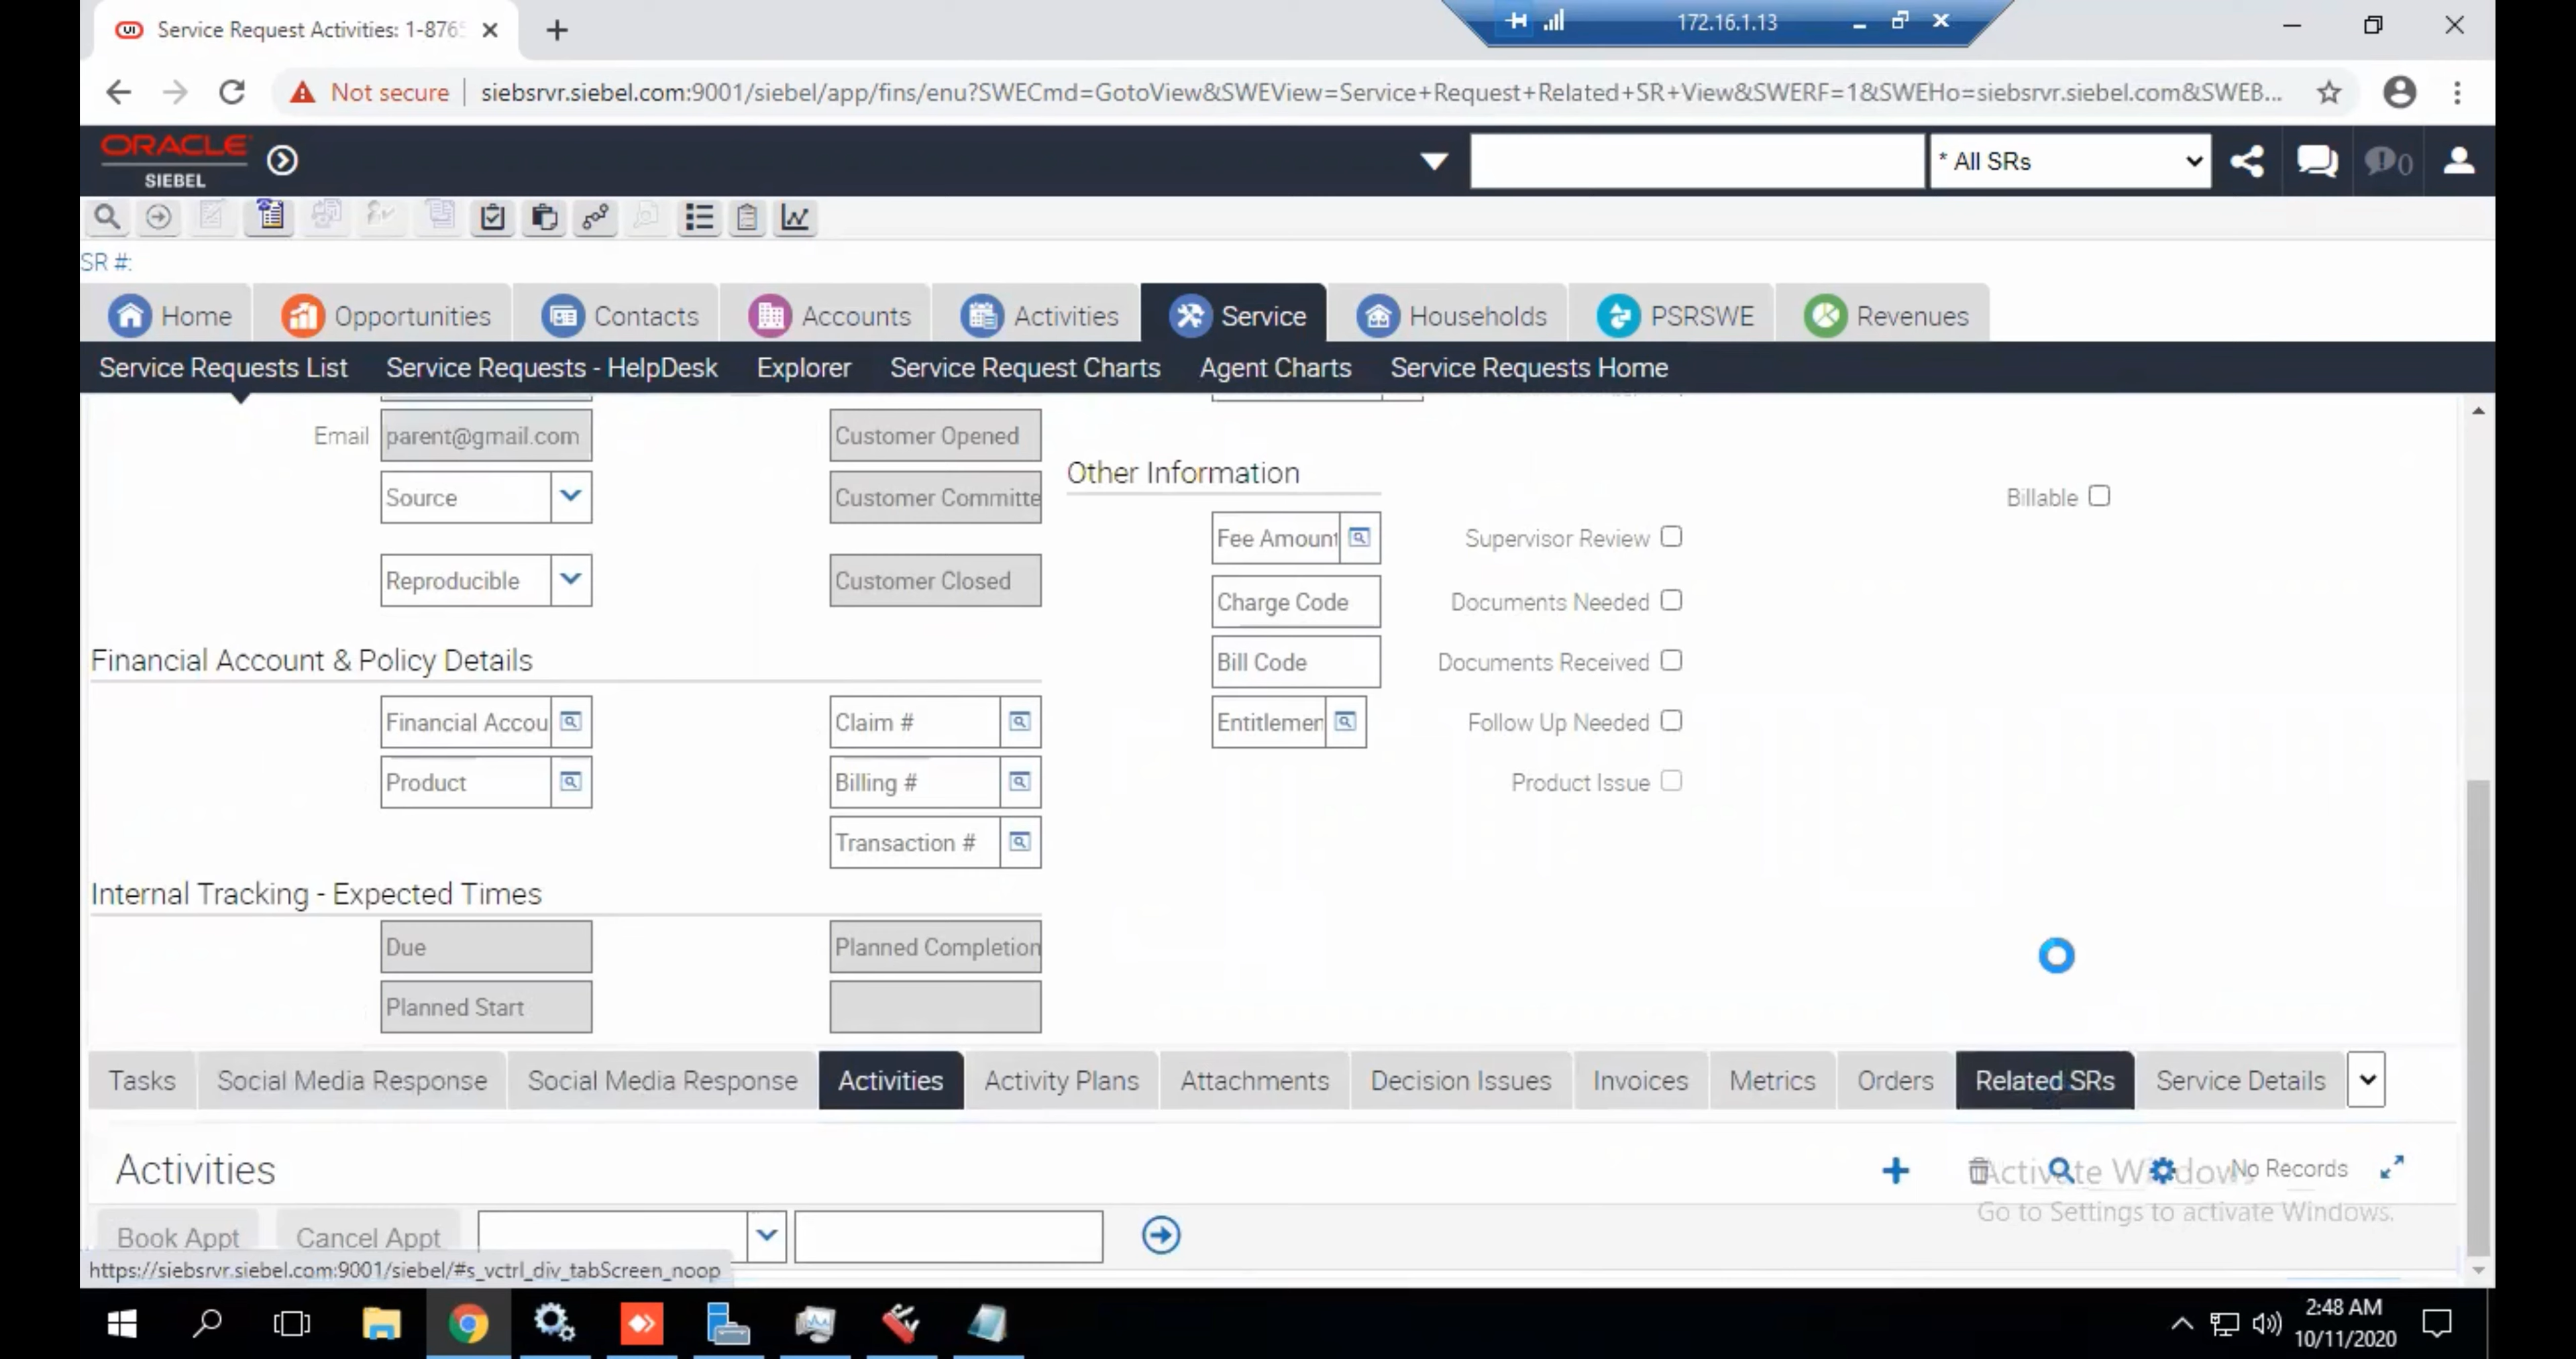 Service Request Activities: 1-8765
172.16.1.13
Not secure
siebsrvr.siebel.com:9001/siebel/app/fins/enu?SWECmd=GotoView&SWEView=Service+Request+Related+SR+View&SWERF=1&SWEHo=siebsrvr.siebel.com&SWEB...
ORACLE
SIEBEL
* All SRs
0
SR #:
Home
Opportunities
Contacts
Accounts
Activities
Service
Households
PSRSWE
Revenues
Service Requests List
Service Requests - HelpDesk
Explorer
Service Request Charts
Agent Charts
Service Requests Home
Email
parent@gmail.com
Customer Opened
Other Information
Source
Customer Committe
Billable
Fee Amount
Supervisor Review
Reproducible
Customer Closed
Charge Code
Documents Needed
Financial Account & Policy Details
Bill Code
Documents Received
Financial Accou
Claim #
Entitlemen
Follow Up Needed
Product
Billing #
Product Issue
Transaction #
Internal Tracking - Expected Times
Due
Planned Completion
Planned Start
Tasks
Social Media Response
Social Media Response
Activities
Activity Plans
Attachments
Decision Issues
Invoices
Metrics
Orders
Related SRs
Service Details
Activities
Activate Windows
No Records
Go to Settings to activate Windows.
Book Appt
Cancel Appt
https://siebsrvr.siebel.com:9001/siebel/#s_vctrl_div_tabScreen_noop
2:48 AM
10/11/2020